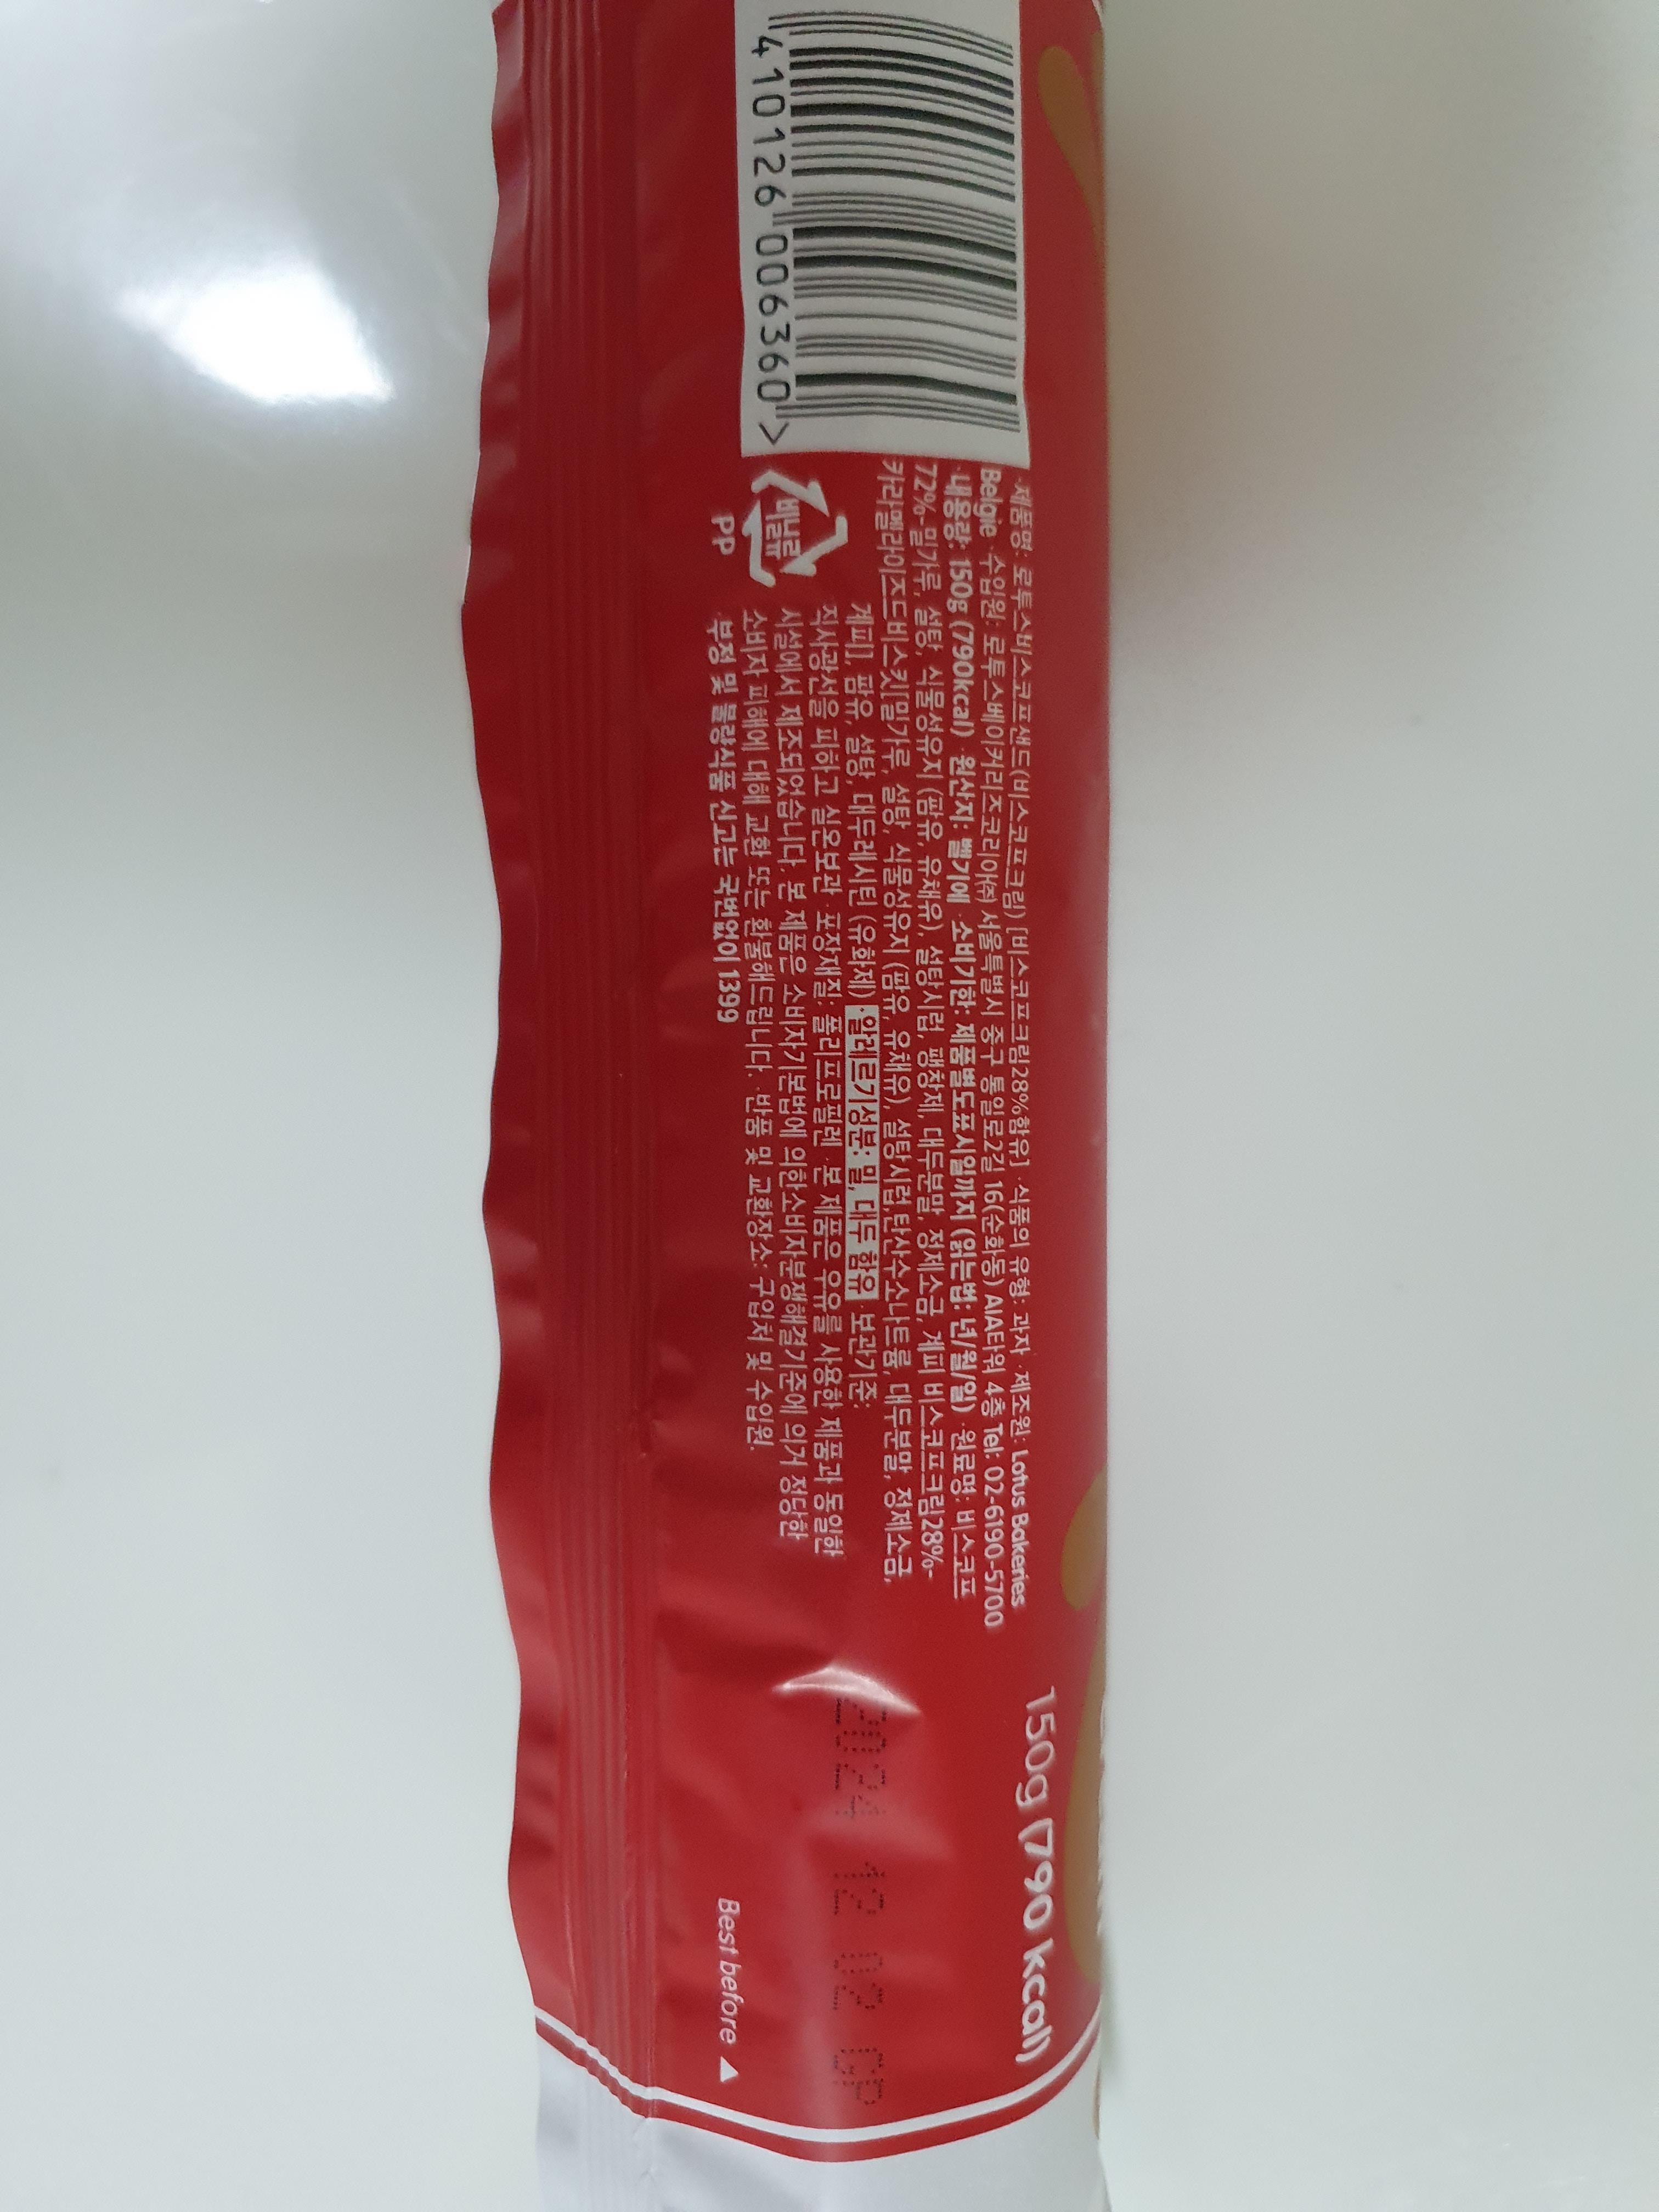 4 10126 006360 >
·제품명: 로투스비스코프샌드(비스코프크림) [비스코프크림28%함유] ·식품의 유형: 과자 ·제조원: Lotus Bakeries
Belgie ·수입원: 로투스베이커리즈코리아(주) 서울특별시 중구 통일로2길 16(순화동) AIA타워 4층 Tel: 02-6190-5700
·내용량: 150g (790kcal) ·원산지: 벨기에 ·소비기한: 제품별도표시일까지 (읽는법: 년/월/일) ·원료명: 비스코프
72%-밀가루, 설탕, 식물성유지 (팜유, 유채유), 설탕시럽, 팽창제, 대두분말, 정제소금, 계피 비스코프크림28%-
카라멜라이즈드비스킷[밀가루, 설탕, 식물성유지 (팜유, 유채유), 설탕시럽,탄산수소나트륨, 대두분말, 정제소금,
계피], 팜유, 설탕, 대두레시틴 (유화제) ·알레르기성분: 밀, 대두 함유 ·보관기준:
직사광선을 피하고 실온보관 ·포장재질: 폴리프로필렌 ·본 제품은 우유를 사용한 제품과 동일한
시설에서 제조되었습니다. 본 제품은 소비자기본법에 의한소비자분쟁해결기준에 의거 정당한
소비자 피해에 대해 교환 또는 환불해드립니다. ·반품 및 교환장소: 구입처 및 수입원.
부정 및 불량식품 신고는 국번없이 1399
비닐류
PP
150g (790 kcal)
2024 12 02 GP
Best before ▲